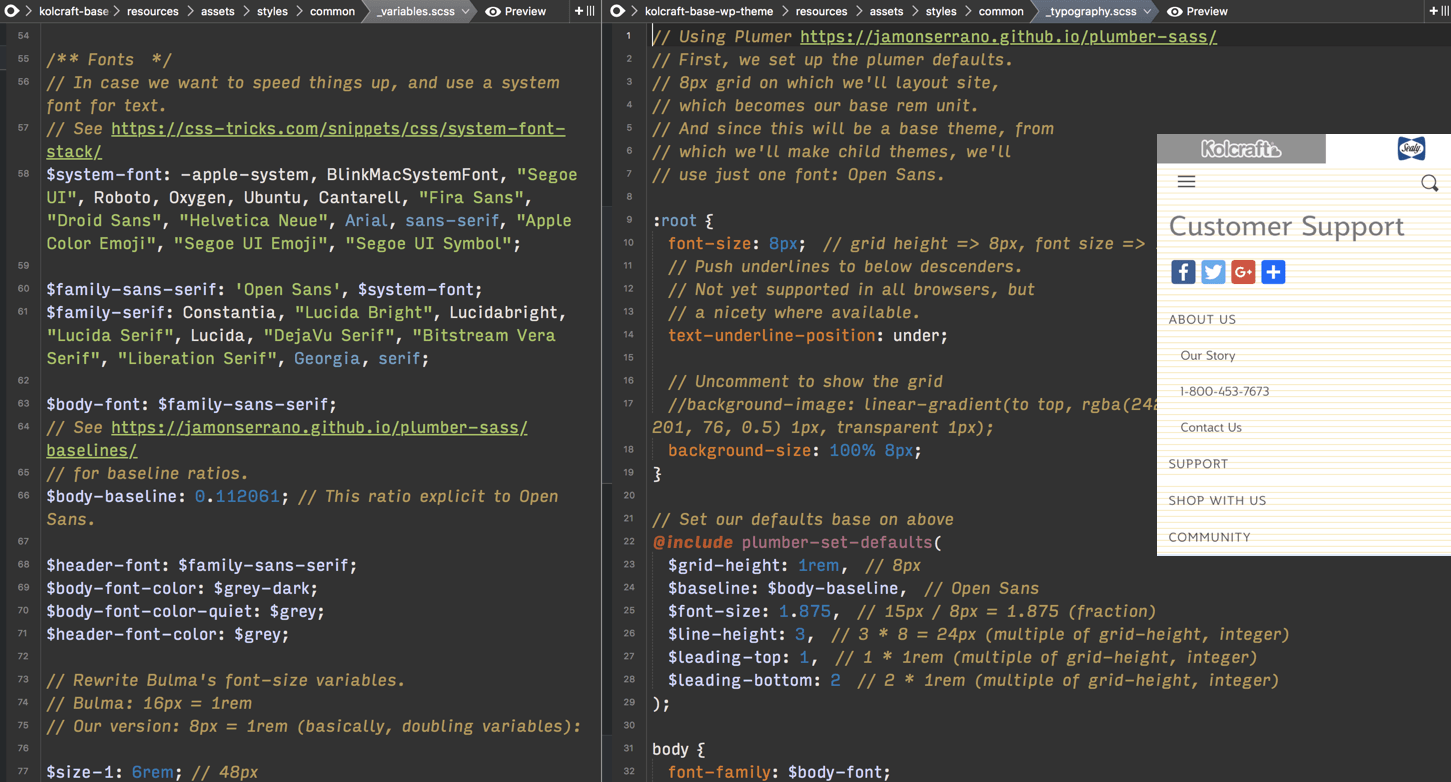 kolcraft-base > resources > assets > styles > common > _variables.scss Preview
54
55 /** Fonts */
56 // In case we want to speed things up, and use a system
font for text.
57 // See https://css-tricks.com/snippets/css/system-font-
stack/
58 $system-font: -apple-system, BlinkMacSystemFont, "Segoe
UI", Roboto, Oxygen, Ubuntu, Cantarell, "Fira Sans",
"Droid Sans", "Helvetica Neue", Arial, sans-serif, "Apple
Color Emoji", "Segoe UI Emoji", "Segoe UI Symbol";
59
60 $family-sans-serif: 'Open Sans', $system-font;
61 $family-serif: Constantia, "Lucida Bright", Lucidabright,
"Lucida Serif", Lucida, "DejaVu Serif", "Bitstream Vera
Serif", "Liberation Serif", Georgia, serif;
62
63 $body-font: $family-sans-serif;
64 // See https://jamonserrano.github.io/plumber-sass/
baselines/
65 // for baseline ratios.
66 $body-baseline: 0.112061; // This ratio explicit to Open
Sans.
67
68 $header-font: $family-sans-serif;
69 $body-font-color: $grey-dark;
70 $body-font-color-quiet: $grey;
71 $header-font-color: $grey;
72
73 // Rewrite Bulma's font-size variables.
74 // Bulma: 16px = 1rem
75 // Our version: 8px = 1rem (basically, doubling variables):
76
77 $size-1: 6rem; // 48px
kolcraft-base-wp-theme > resources > assets > styles > common > _typography.scss Preview
1 // Using Plumer https://jamonserrano.github.io/plumber-sass/
2 // First, we set up the plumer defaults.
3 // 8px grid on which we'll layout site,
4 // which becomes our base rem unit.
5 // And since this will be a base theme, from
6 // which we'll make child themes, we'll
7 // use just one font: Open Sans.
8
9 :root {
10 font-size: 8px; // grid height => 8px, font size =>
11 // Push underlines to below descenders.
12 // Not yet supported in all browsers, but
13 // a nicety where available.
14 text-underline-position: under;
15
16 // Uncomment to show the grid
17 //background-image: linear-gradient(to top, rgba(242
201, 76, 0.5) 1px, transparent 1px);
18 background-size: 100% 8px;
19 }
20
21 // Set our defaults base on above
22 @include plumber-set-defaults(
23 $grid-height: 1rem, // 8px
24 $baseline: $body-baseline, // Open Sans
25 $font-size: 1.875, // 15px / 8px = 1.875 (fraction)
26 $line-height: 3, // 3 * 8 = 24px (multiple of grid-height, integer)
27 $leading-top: 1, // 1 * 1rem (multiple of grid-height, integer)
28 $leading-bottom: 2 // 2 * 1rem (multiple of grid-height, integer)
29 );
30
31 body {
32 font-family: $body-font;
Kolcraft
Sealy
Customer Support
ABOUT US
Our Story
1-800-453-7673
Contact Us
SUPPORT
SHOP WITH US
COMMUNITY